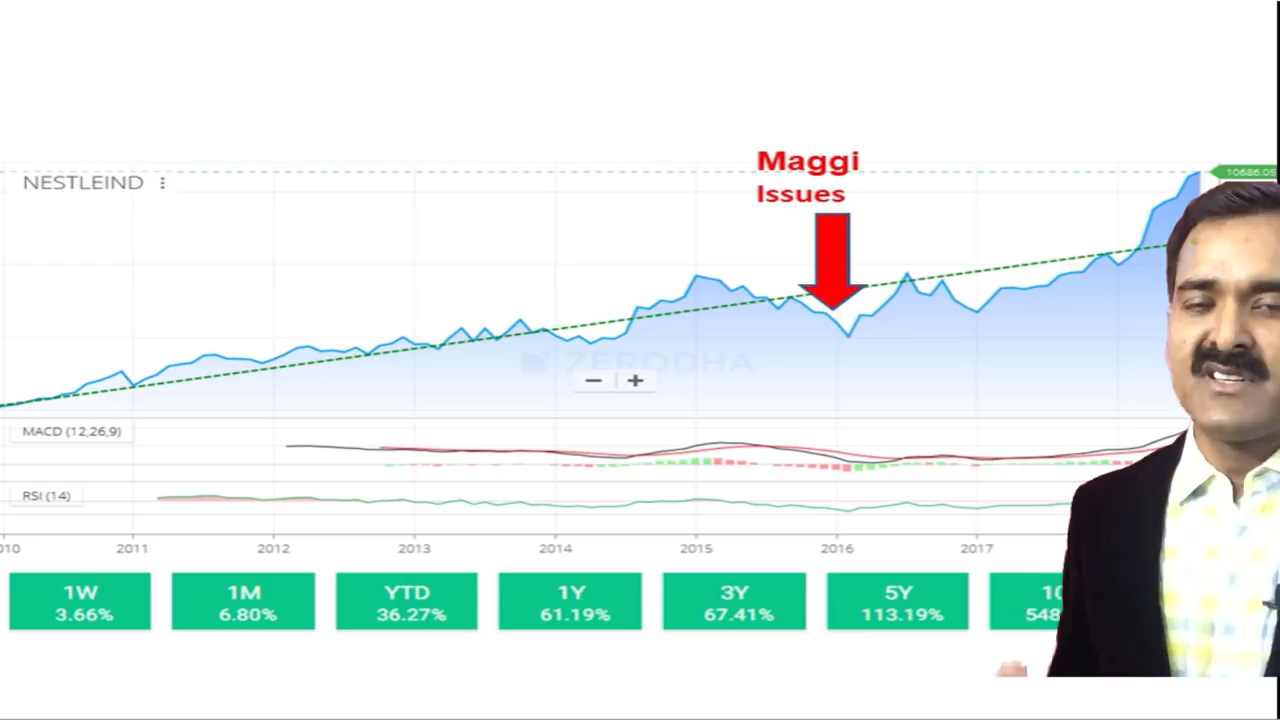 Maggi
Issues
NESTLEIND
10686.05
ZERODHA
− +
MACD (12,26,9)
RSI (14)
2011 2012 2013 2014 2015 2016 2017
1W 1M YTD 1Y 3Y 5Y
3.66% 6.80% 36.27% 61.19% 67.41% 113.19%